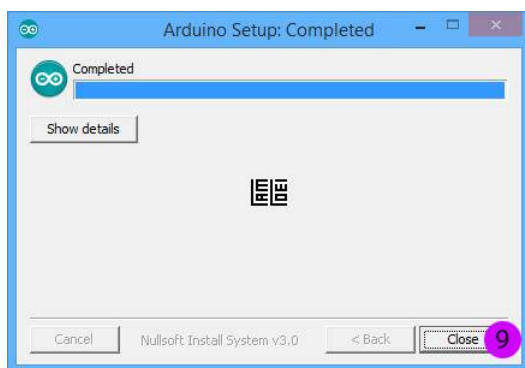 Arduino Setup: Completed
Completed
Show details
Cancel
Nullsoft Install System v3.0
< Back
Close
9